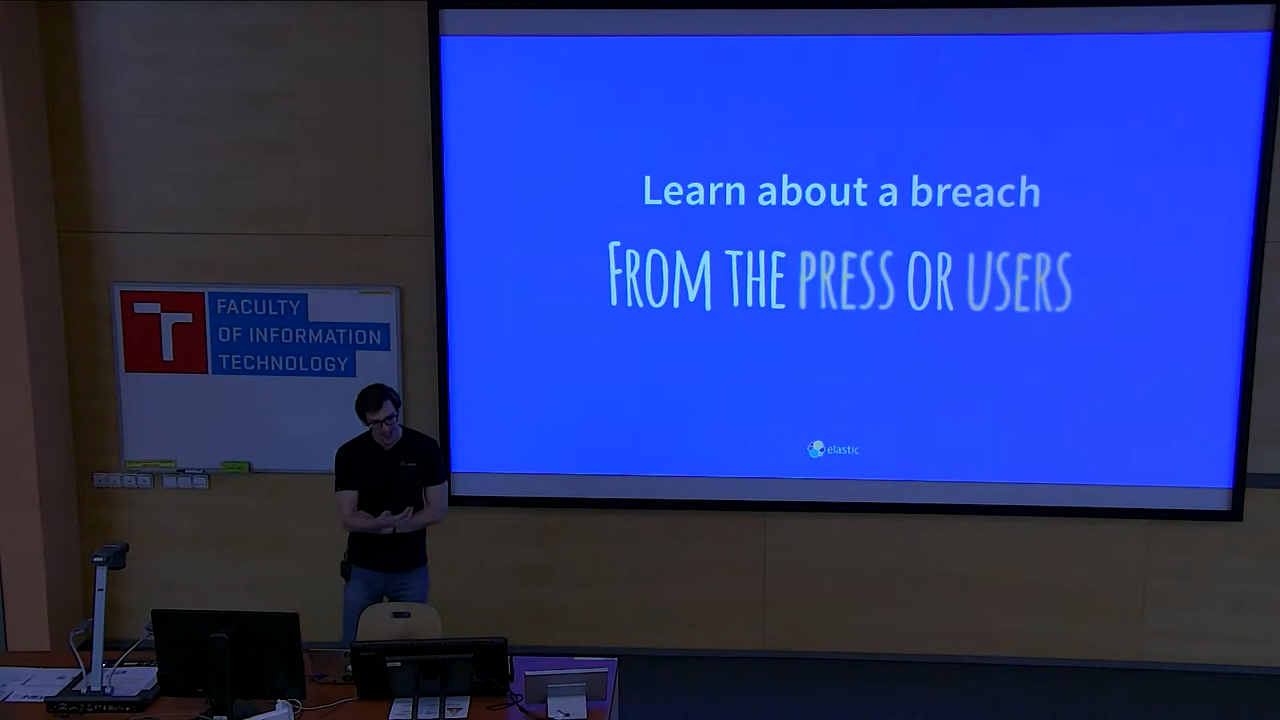 Learn about a breach
FROM THE PRESS OR USERS
elastic
FACULTY
OF INFORMATION
TECHNOLOGY